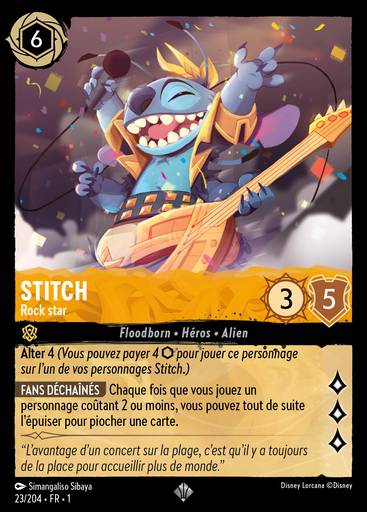 6
STITCH
Rock star
3
5
Floodborn • Héros • Alien
Alter 4 (Vous pouvez payer 4 pour jouer ce personnage
sur l'un de vos personnages Stitch.)
FANS DÉCHAÎNÉS Chaque fois que vous jouez un
personnage coûtant 2 ou moins, vous pouvez tout de suite
l'épuiser pour piocher une carte.
“L'avantage d'un concert sur la plage, c'est qu'il y a toujours
de la place pour accueillir plus de monde.”
Simangaliso Sibaya
Disney Lorcana ©Disney
23/204 • FR • 1